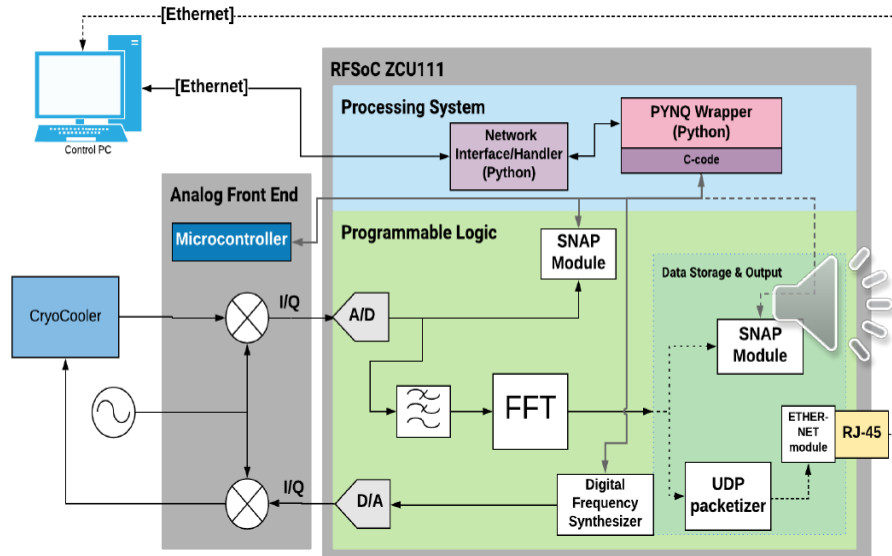 [Ethernet]
[Ethernet]
Control PC
RFSoC ZCU111
Processing System
Network
Interface/Handler
(Python)
PYNQ Wrapper
(Python)
C-code
Analog Front End
Microcontroller
Programmable Logic
SNAP
Module
Data Storage & Output
CryoCooler
I/Q
A/D
SNAP
Module
FFT
ETHER-
NET
module
RJ-45
I/Q
D/A
Digital
Frequency
Synthesizer
UDP
packetizer